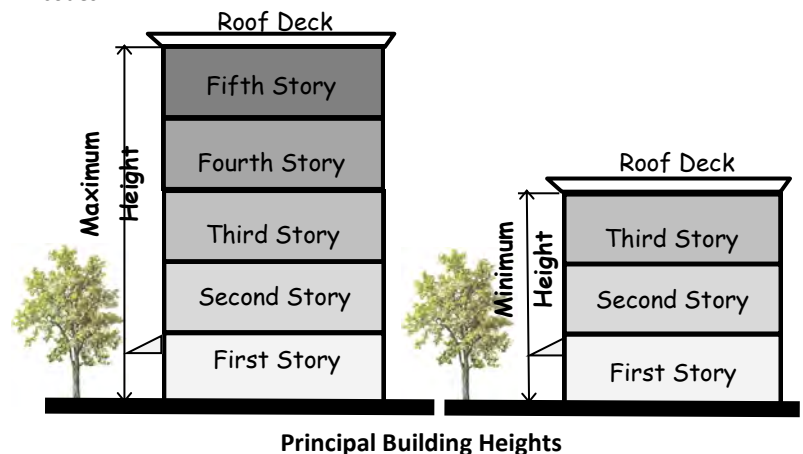 Roof Deck
Fifth Story
Fourth Story
Third Story
Second Story
First Story
Maximum
Height
Roof Deck
Third Story
Second Story
First Story
Minimum
Height
Principal Building Heights